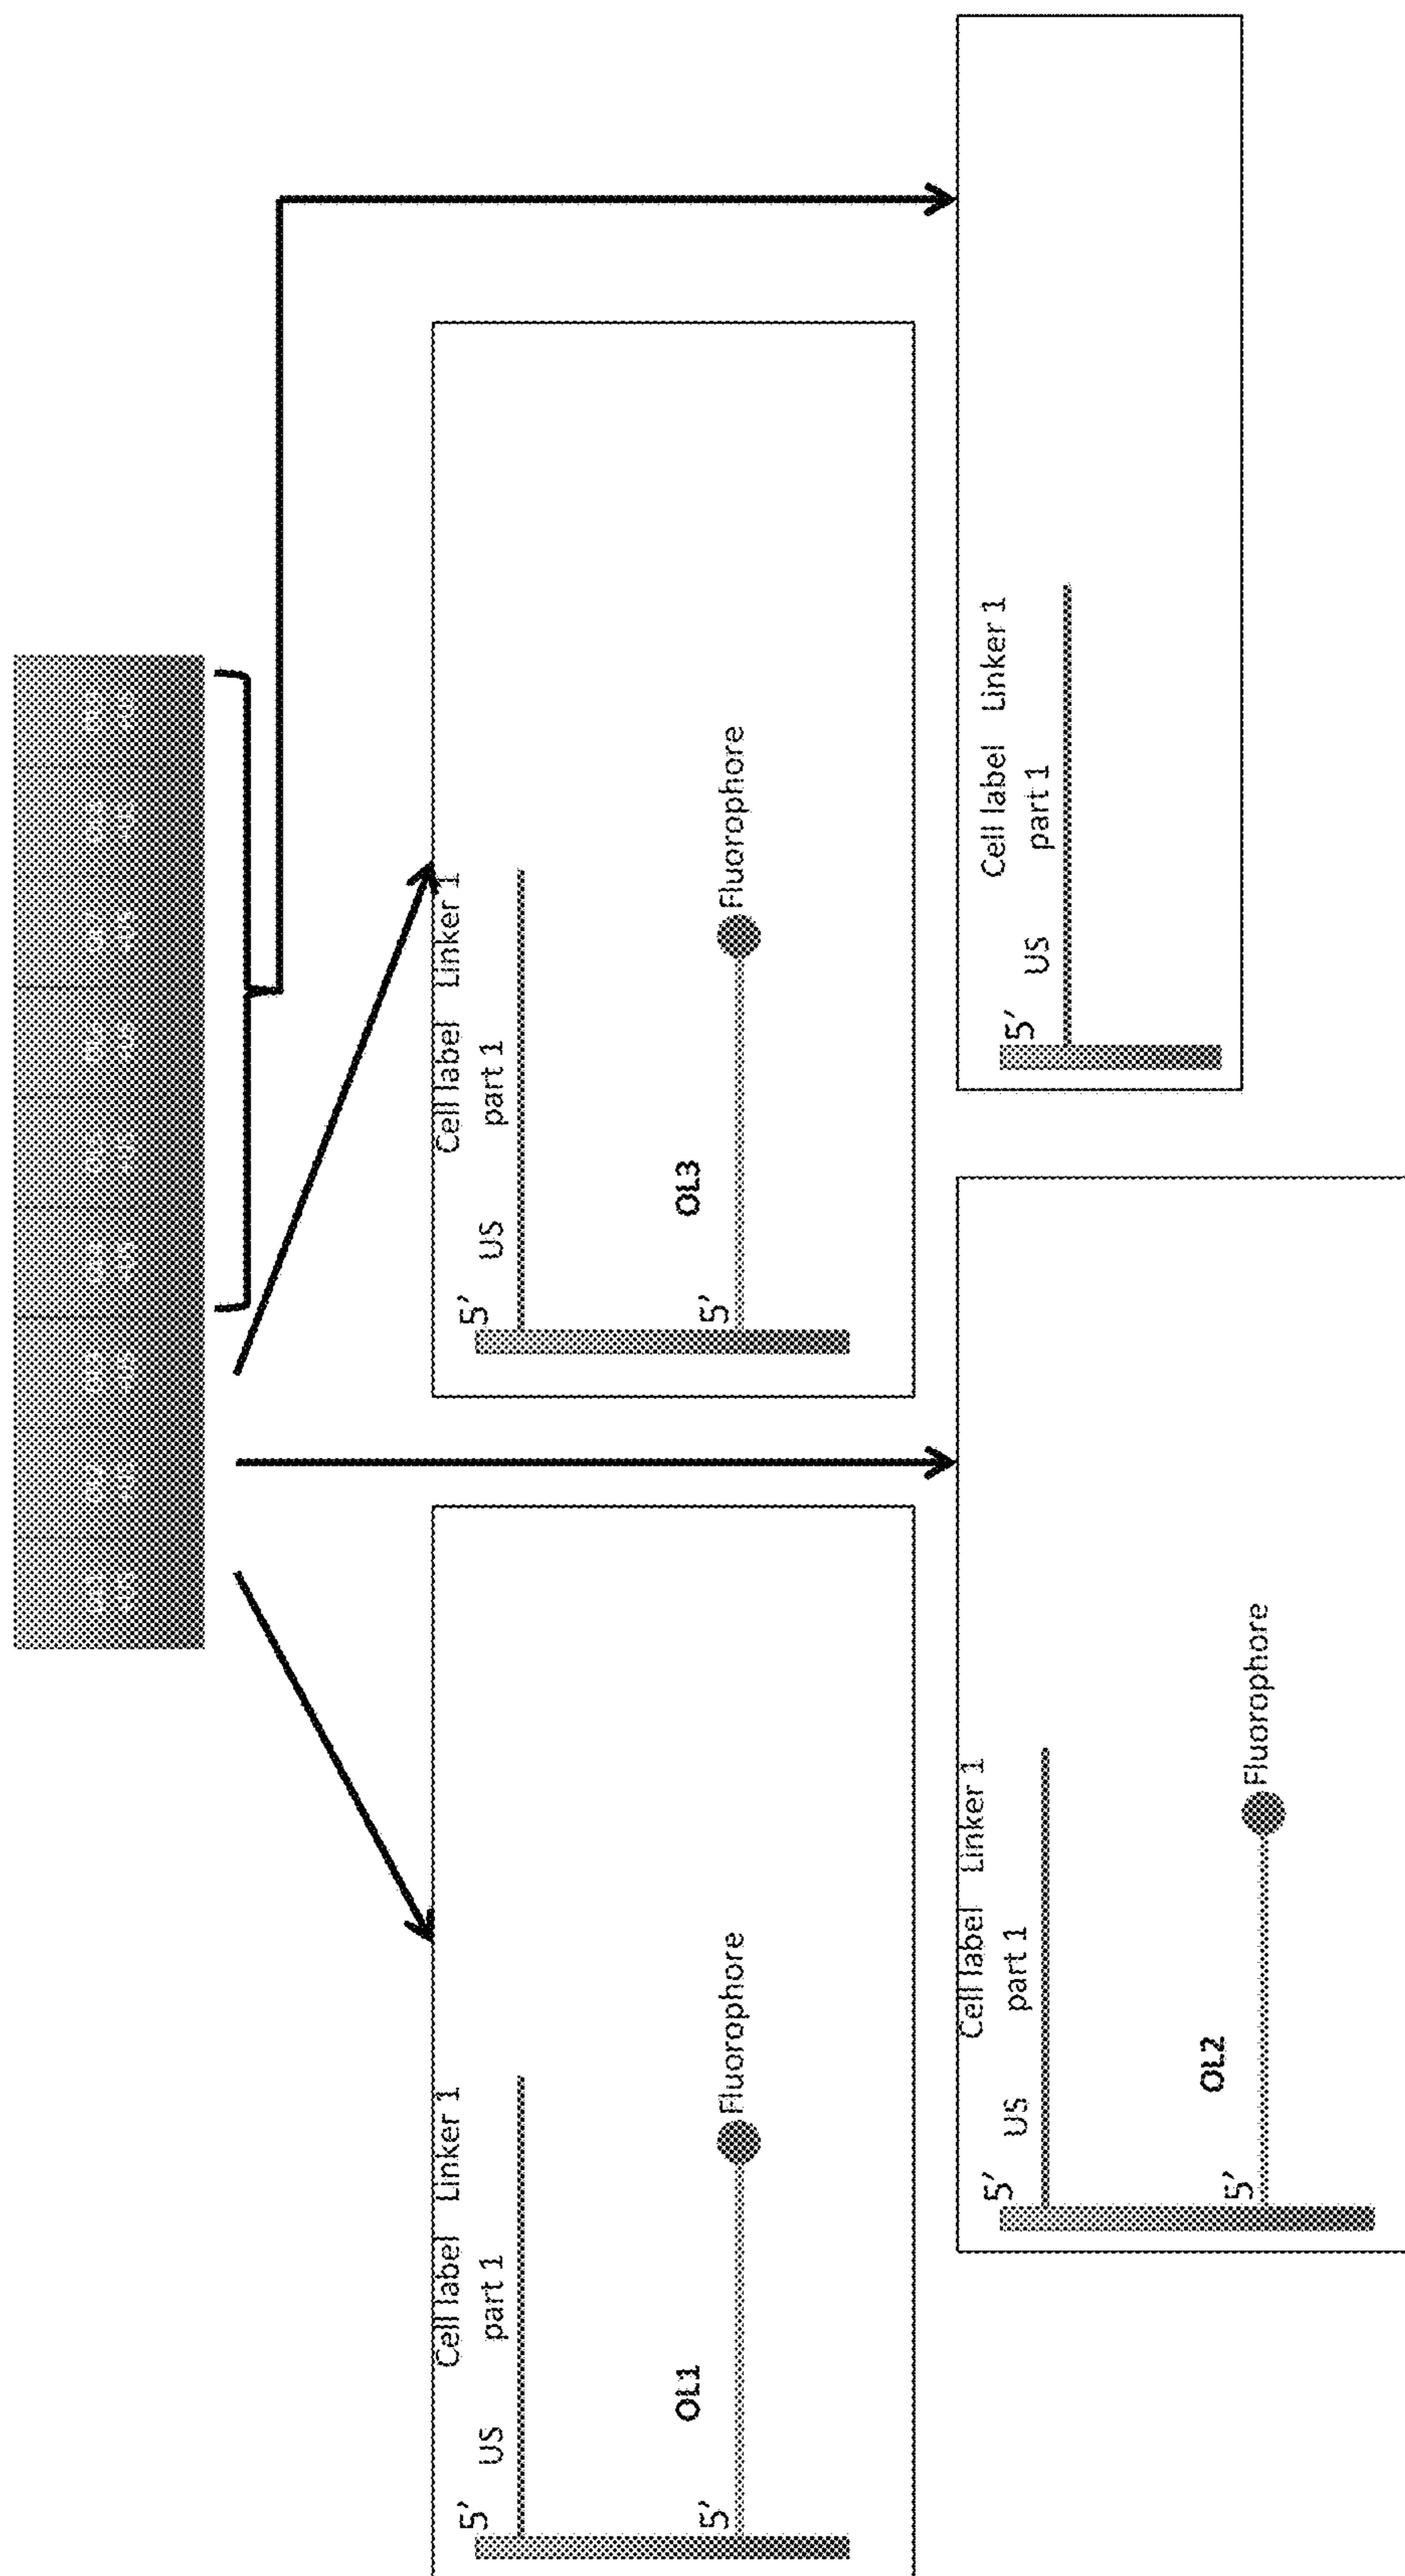 Cell label Linker 1
US part 1
5'
OL1
5'
Fluorophore
Cell label Linker 1
US part 1
5'
OL3
5'
Fluorophore
Cell label Linker 1
US part 1
5'
OL2
5'
Fluorophore
Cell label Linker 1
US part 1
5'